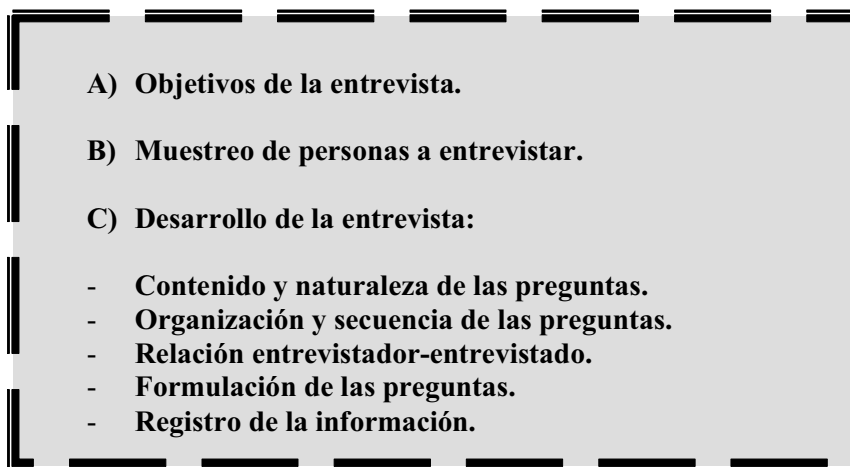 A) Objetivos de la entrevista.
B) Muestreo de personas a entrevistar.
C) Desarrollo de la entrevista:
- Contenido y naturaleza de las preguntas.
- Organización y secuencia de las preguntas.
- Relación entrevistador-entrevistado.
- Formulación de las preguntas.
- Registro de la información.